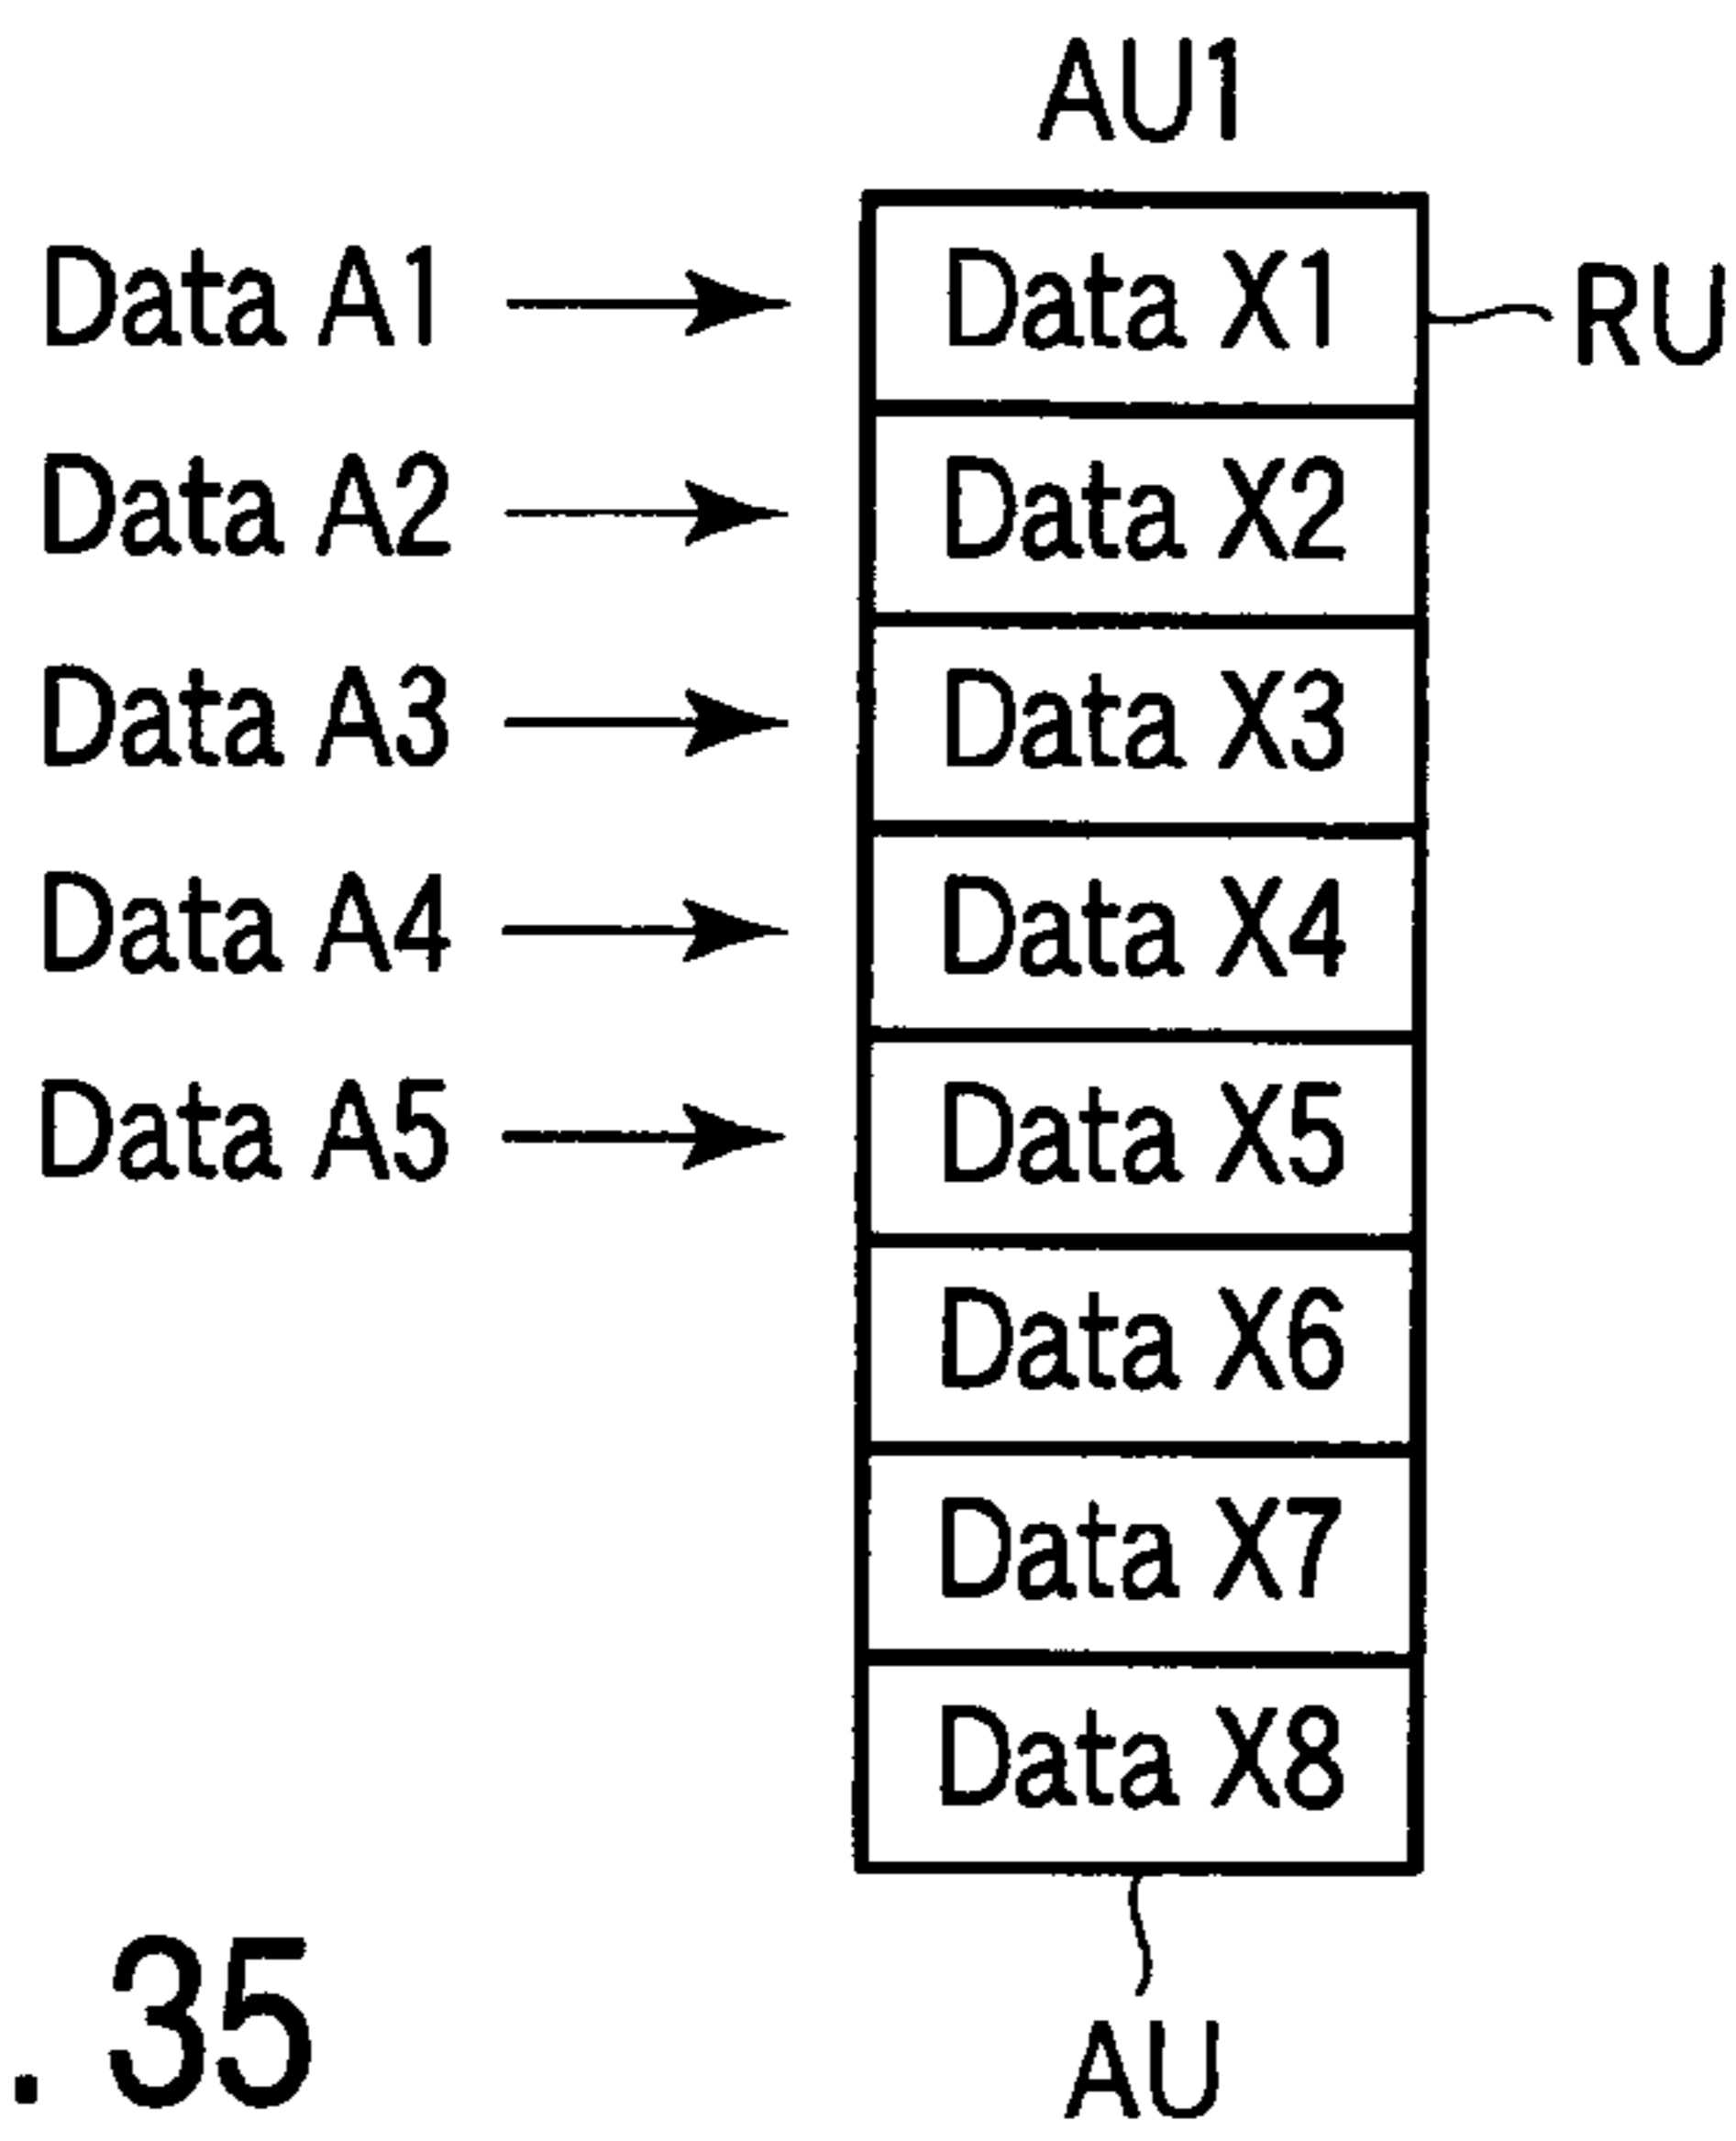 AU1
Data A1 Data X1 RU
Data A2 Data X2
Data A3 Data X3
Data A4 Data X4
Data A5 Data X5
Data X6
Data X7
Data X8
AU
. 35